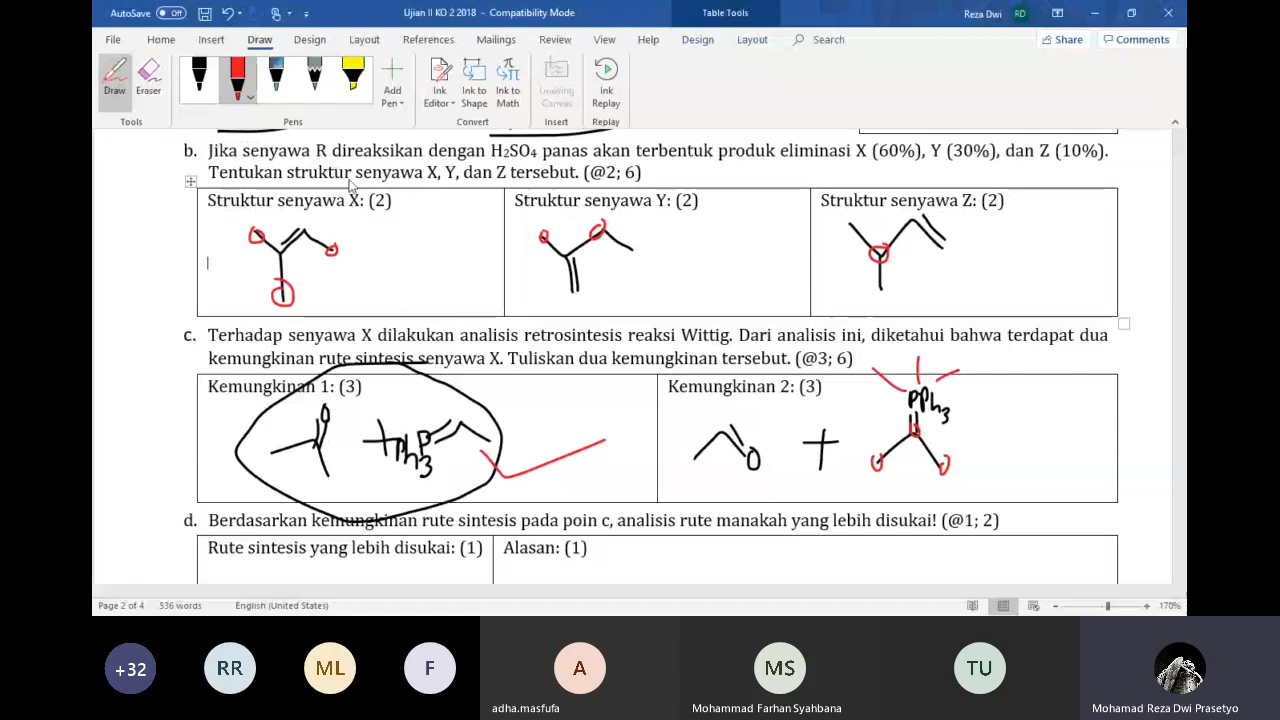 AutoSave Off
Ujian II KO 2 2018 - Compatibility Mode
Table Tools
Reza Dwi RD
File Home Insert Draw Design Layout References Mailings Review View Help Design Layout Search Share Comments
Draw Eraser
Add Pen
Ink Editor
Ink to Shape
Ink to Math
Drawing Canvas
Ink Replay
Tools Pens Convert Insert Replay
b. Jika senyawa R direaksikan dengan H₂SO₄ panas akan terbentuk produk eliminasi X (60%), Y (30%), dan Z (10%).
Tentukan struktur senyawa X, Y, dan Z tersebut. (@2; 6)
Struktur senyawa X: (2)
Struktur senyawa Y: (2)
Struktur senyawa Z: (2)
c. Terhadap senyawa X dilakukan analisis retrosintesis reaksi Wittig. Dari analisis ini, diketahui bahwa terdapat dua
kemungkinan rute sintesis senyawa X. Tuliskan dua kemungkinan tersebut. (@3; 6)
Kemungkinan 1: (3)
O
+ Ph3P
Kemungkinan 2: (3)
O + PPh3
d. Berdasarkan kemungkinan rute sintesis pada poin c, analisis rute manakah yang lebih disukai! (@1; 2)
Rute sintesis yang lebih disukai: (1)
Alasan: (1)
Page 2 of 4 536 words English (United States) 170%
+32 RR ML F A MS TU
adha.masfufa
Mohammad Farhan Syahbana
Mohamad Reza Dwi Prasetyo